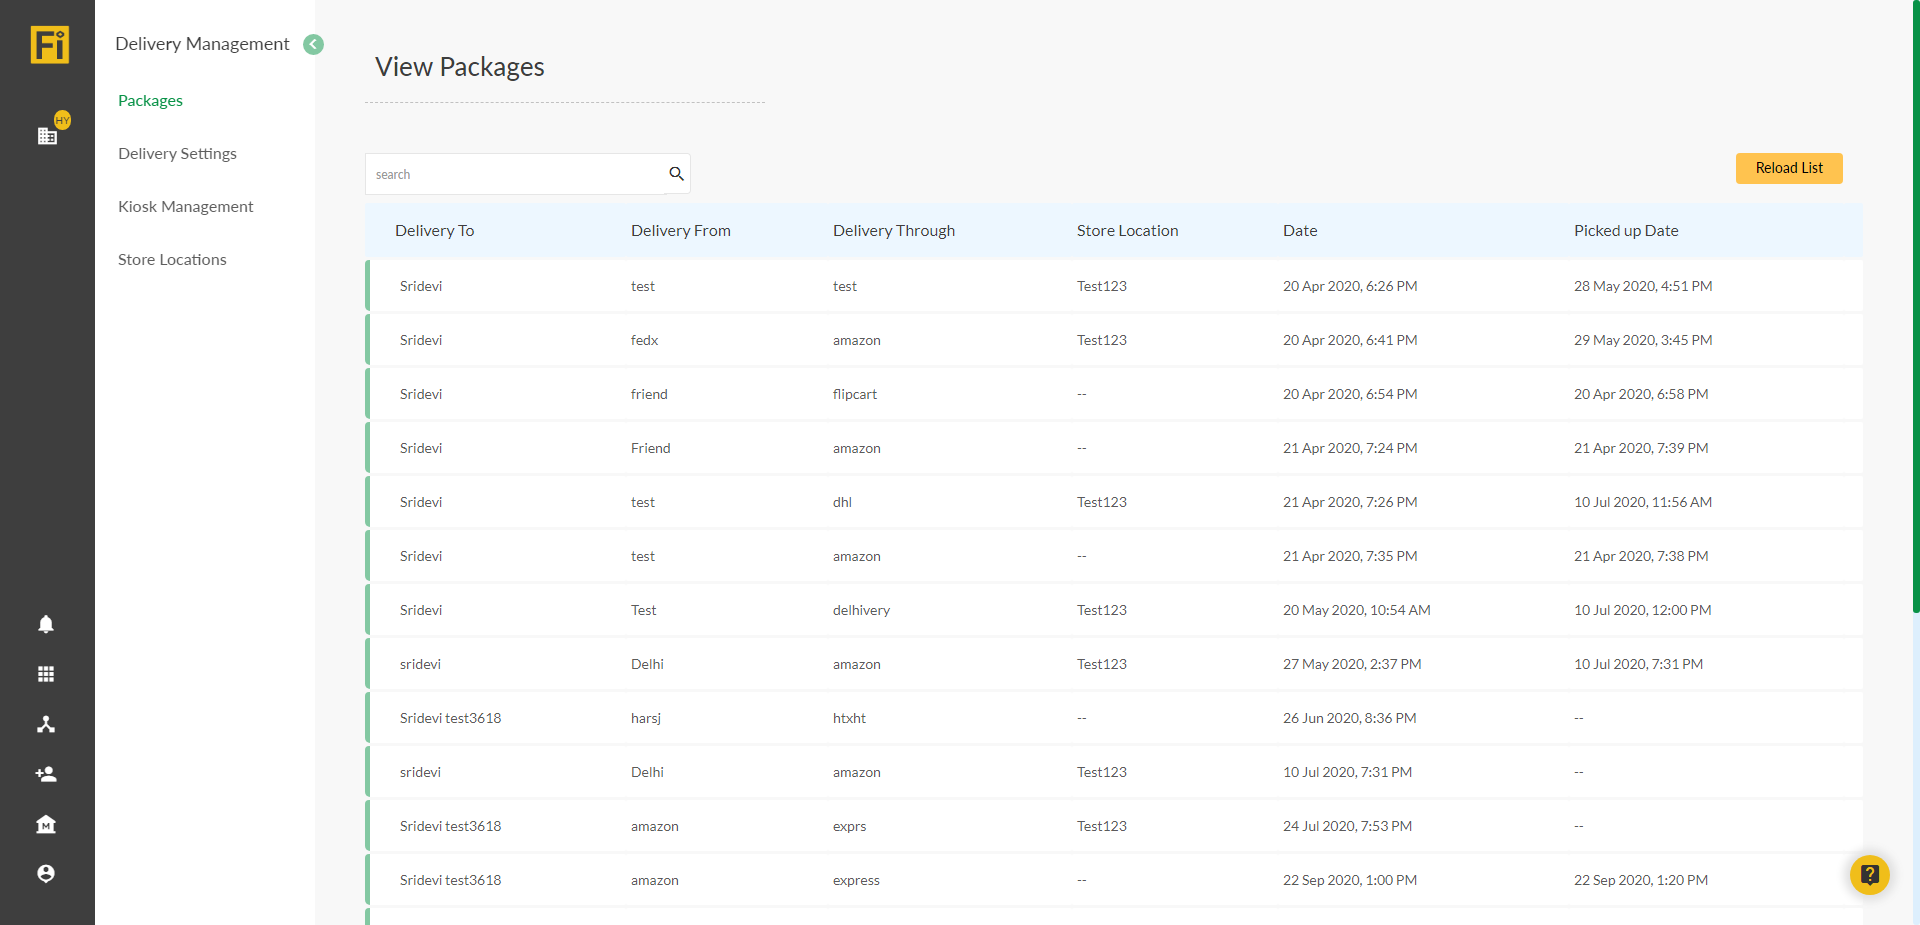 Fi
HY
Delivery Management
Packages
Delivery Settings
Kiosk Management
Store Locations
View Packages
search
Reload List
Delivery To Delivery From Delivery Through Store Location Date Picked up Date
Sridevi test test Test123 20 Apr 2020, 6:26 PM 28 May 2020, 4:51 PM
Sridevi fedx amazon Test123 20 Apr 2020, 6:41 PM 29 May 2020, 3:45 PM
Sridevi friend flipcart -- 20 Apr 2020, 6:54 PM 20 Apr 2020, 6:58 PM
Sridevi Friend amazon -- 21 Apr 2020, 7:24 PM 21 Apr 2020, 7:39 PM
Sridevi test dhl Test123 21 Apr 2020, 7:26 PM 10 Jul 2020, 11:56 AM
Sridevi test amazon -- 21 Apr 2020, 7:35 PM 21 Apr 2020, 7:38 PM
Sridevi Test delhivery Test123 20 May 2020, 10:54 AM 10 Jul 2020, 12:00 PM
sridevi Delhi amazon Test123 27 May 2020, 2:37 PM 10 Jul 2020, 7:31 PM
Sridevi test3618 harsj htxht -- 26 Jun 2020, 8:36 PM --
sridevi Delhi amazon Test123 10 Jul 2020, 7:31 PM --
Sridevi test3618 amazon exprs Test123 24 Jul 2020, 7:53 PM --
Sridevi test3618 amazon express -- 22 Sep 2020, 1:00 PM 22 Sep 2020, 1:20 PM
M
?